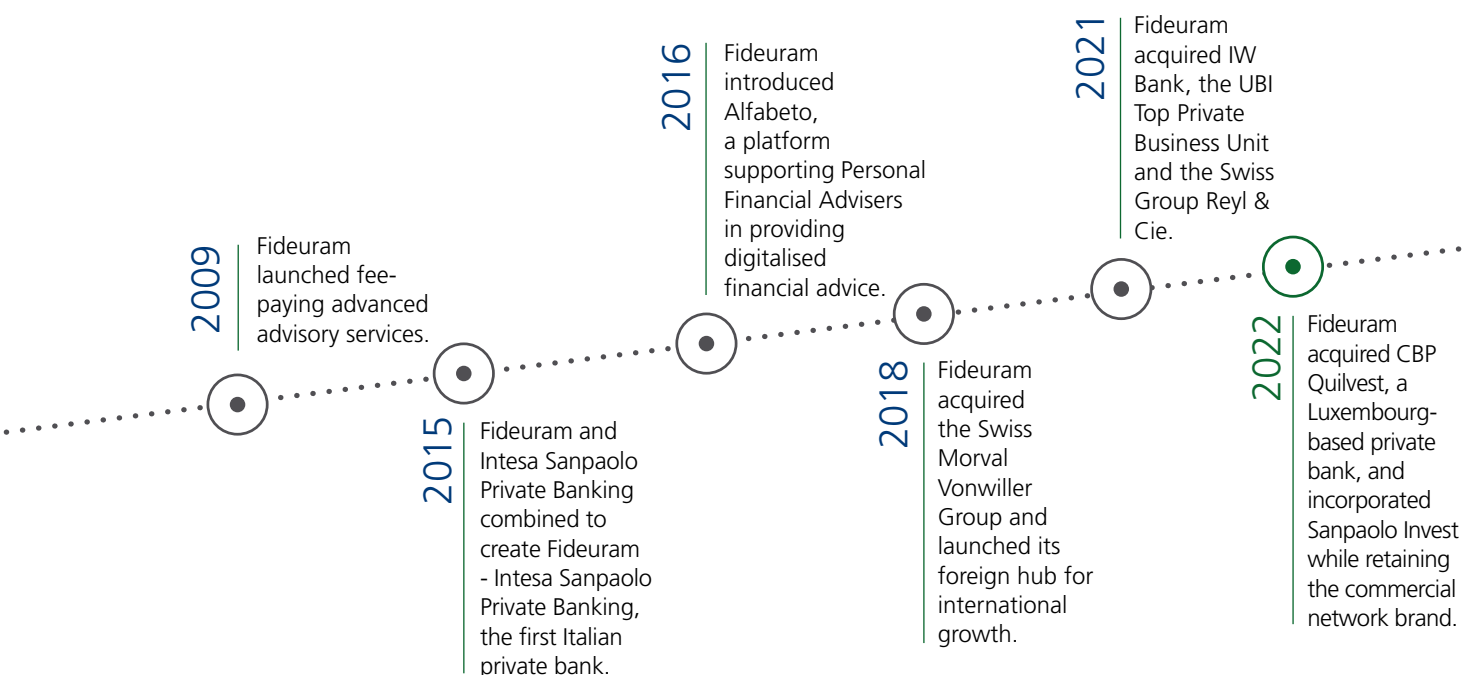 2009
Fideuram
launched fee-
paying advanced
advisory services.
2015
Fideuram and
Intesa Sanpaolo
Private Banking
combined to
create Fideuram
- Intesa Sanpaolo
Private Banking,
the first Italian
private bank.
2016
Fideuram
introduced
Alfabeto,
a platform
supporting Personal
Financial Advisers
in providing
digitalised
financial advice.
2018
Fideuram
acquired
the Swiss
Morval
Vonwiller
Group and
launched its
foreign hub for
international
growth.
2021
Fideuram
acquired IW
Bank, the UBI
Top Private
Business Unit
and the Swiss
Group Reyl &
Cie.
2022
Fideuram
acquired CBP
Quilvest, a
Luxembourg-
based private
bank, and
incorporated
Sanpaolo Invest
while retaining
the commercial
network brand.